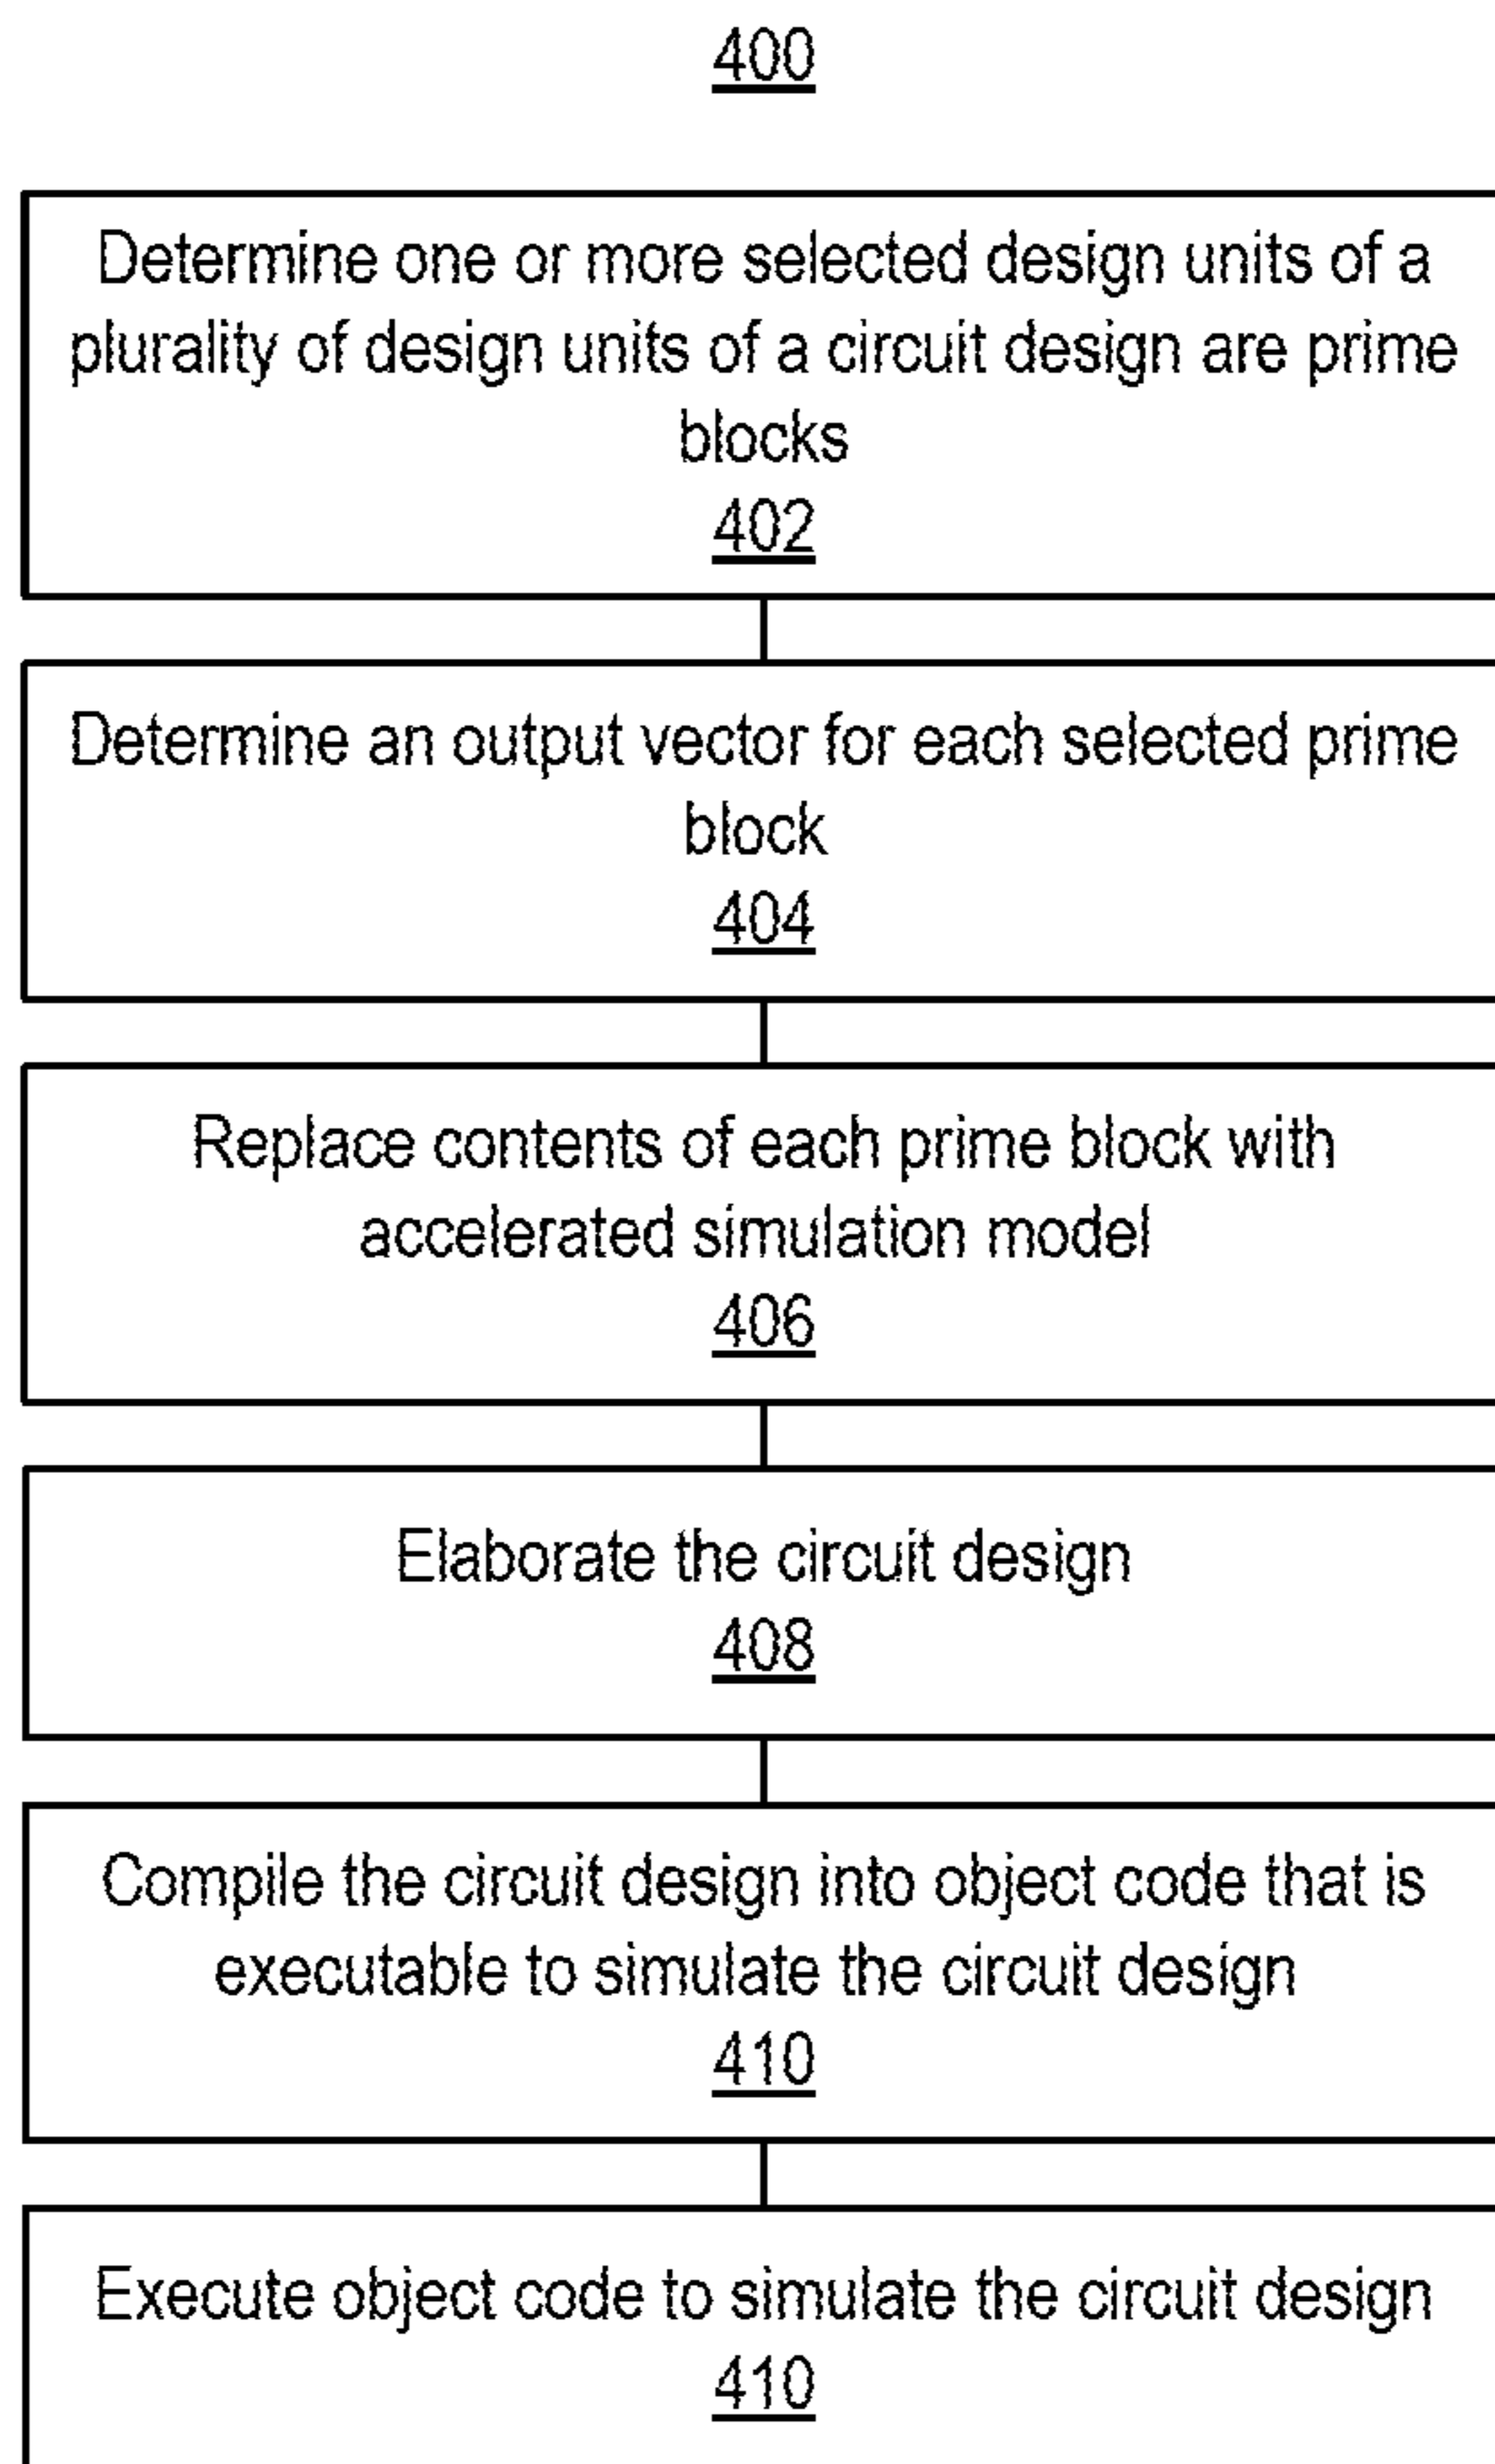 400
Determine one or more selected design units of a
plurality of design units of a circuit design are prime
blocks
402
Determine an output vector for each selected prime
block
404
Replace contents of each prime block with
accelerated simulation model
406
Elaborate the circuit design
408
Compile the circuit design into object code that is
executable to simulate the circuit design
410
Execute object code to simulate the circuit design
410